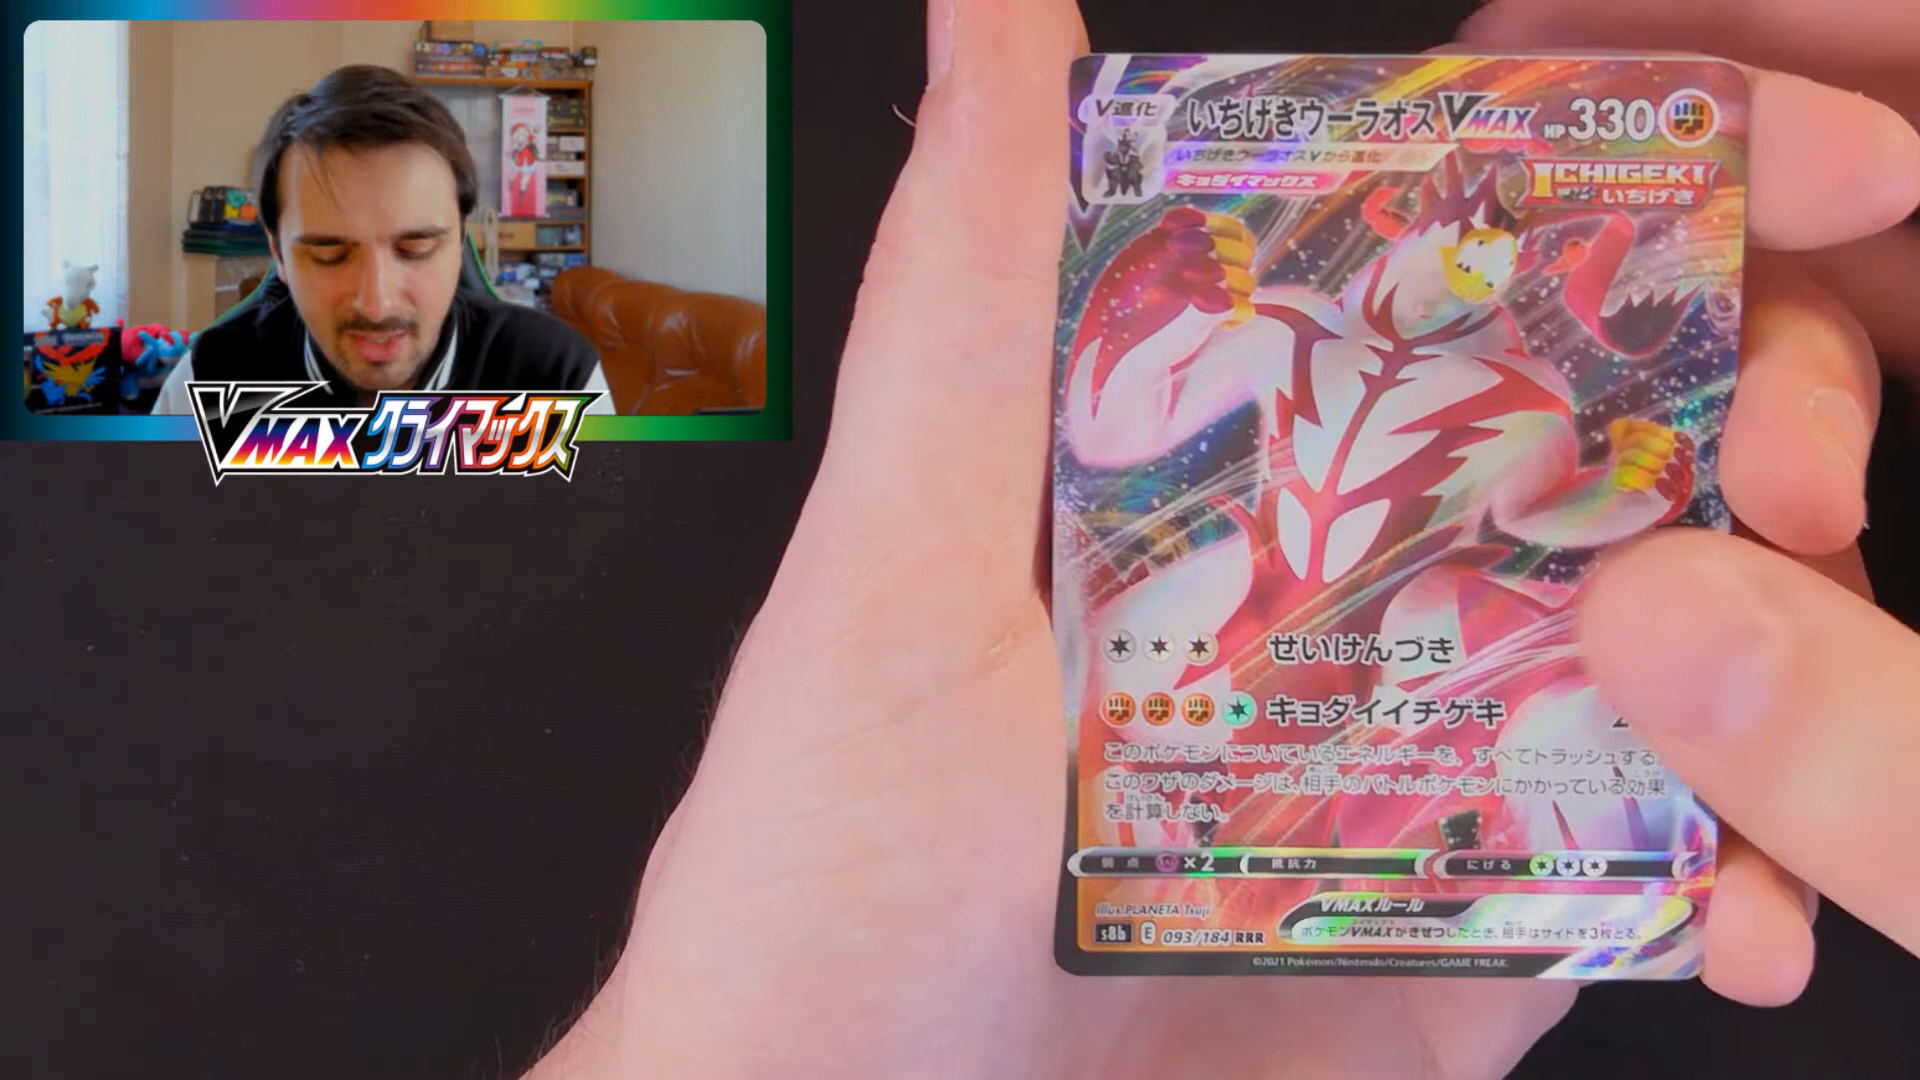 VMAXクライマックス
V進化
いちげきウーラオスVMAX HP330
いちげきウーラオスVから進化
キョダイマックス
ICHIGEKI
いちげき
せいけんづき
キョダイイチゲキ
このポケモンについているエネルギーを、すべてトラッシュする。
このワザのダメージは、相手のバトルポケモンにかかっている効果
を計算しない。
弱点 ×2 抵抗力 にげる
Illus. PLANETA Tsuji
VMAXルール
s8b E 093/184 RRR
ポケモンVMAXがきぜつしたとき、相手はサイドを3枚とる。
©2021 Pokémon/Nintendo/Creatures/GAME FREAK.